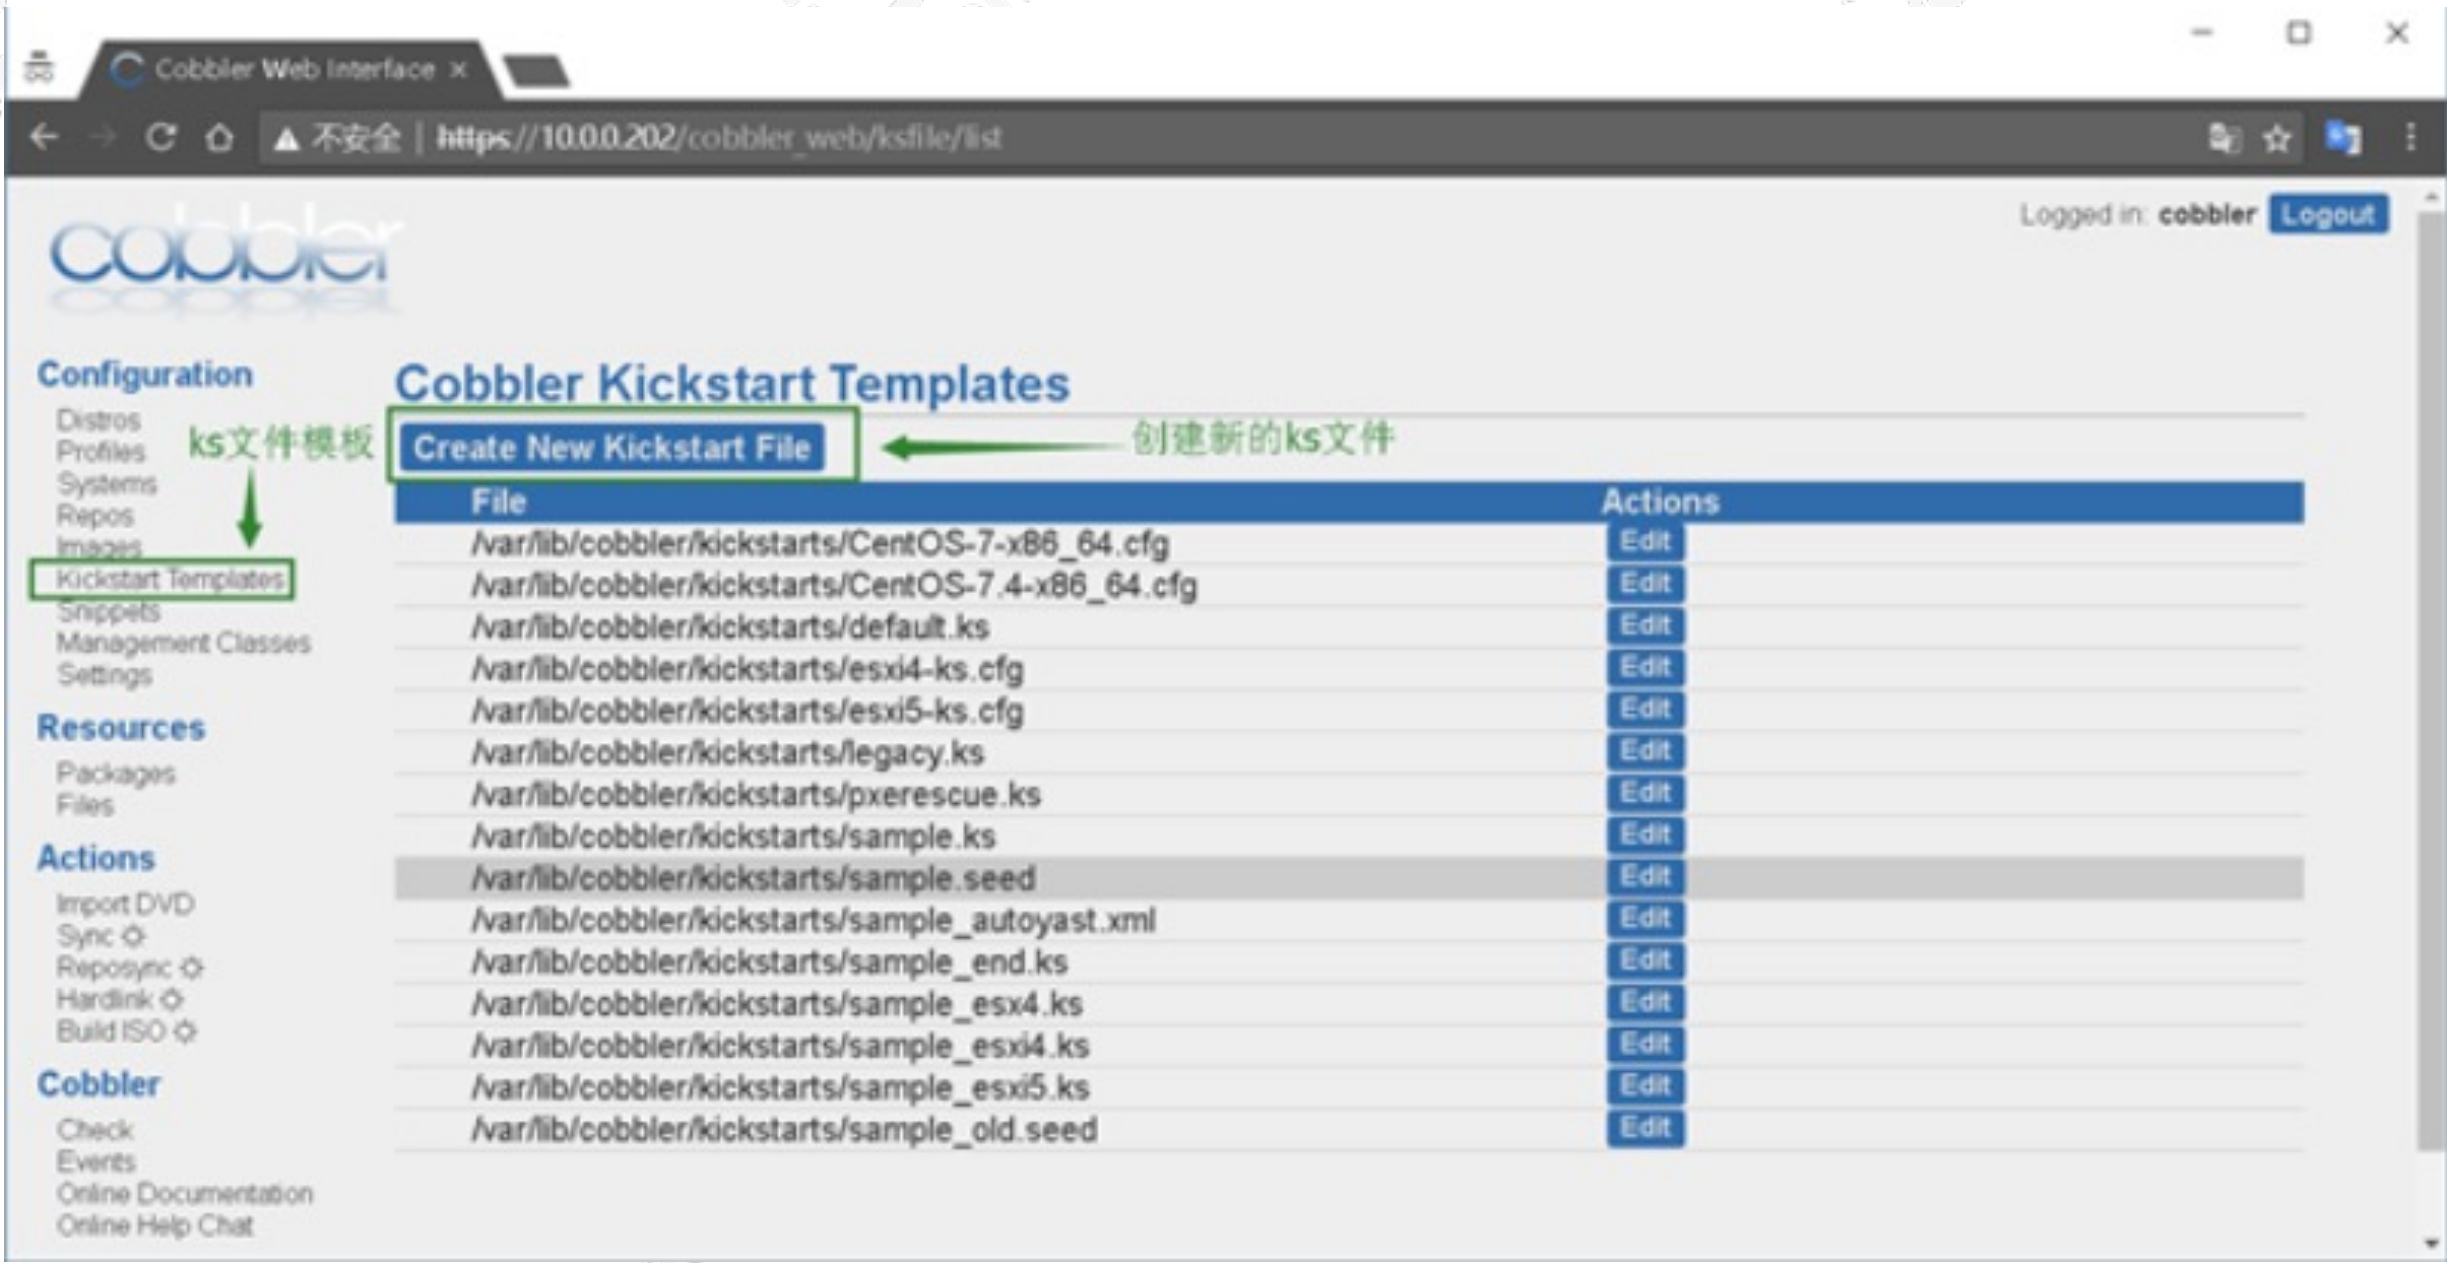 Cobbler Web Interface ×
不安全 | https://10.0.0.202/cobbler_web/ksfile/list
Logged in: cobbler Logout
cobbler
Configuration
Distros
Profiles
Systems
Repos
Images
Kickstart Templates
Snippets
Management Classes
Settings
Resources
Packages
Files
Actions
Import DVD
Sync
Reposync
Hardlink
Build ISO
Cobbler
Check
Events
Online Documentation
Online Help Chat
ks文件模板
Cobbler Kickstart Templates
Create New Kickstart File
创建新的ks文件
File Actions
/var/lib/cobbler/kickstarts/CentOS-7-x86_64.cfg Edit
/var/lib/cobbler/kickstarts/CentOS-7.4-x86_64.cfg Edit
/var/lib/cobbler/kickstarts/default.ks Edit
/var/lib/cobbler/kickstarts/esxi4-ks.cfg Edit
/var/lib/cobbler/kickstarts/esxi5-ks.cfg Edit
/var/lib/cobbler/kickstarts/legacy.ks Edit
/var/lib/cobbler/kickstarts/pxerescue.ks Edit
/var/lib/cobbler/kickstarts/sample.ks Edit
/var/lib/cobbler/kickstarts/sample.seed Edit
/var/lib/cobbler/kickstarts/sample_autoyast.xml Edit
/var/lib/cobbler/kickstarts/sample_end.ks Edit
/var/lib/cobbler/kickstarts/sample_esx4.ks Edit
/var/lib/cobbler/kickstarts/sample_esxi4.ks Edit
/var/lib/cobbler/kickstarts/sample_esxi5.ks Edit
/var/lib/cobbler/kickstarts/sample_old.seed Edit